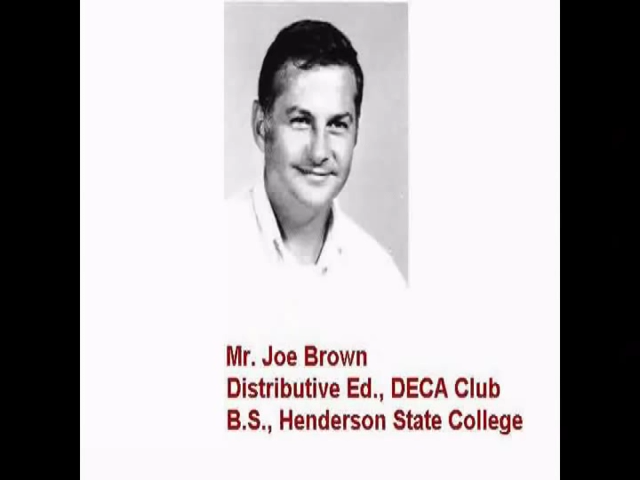 Mr. Joe Brown
Distributive Ed., DECA Club
B.S., Henderson State College